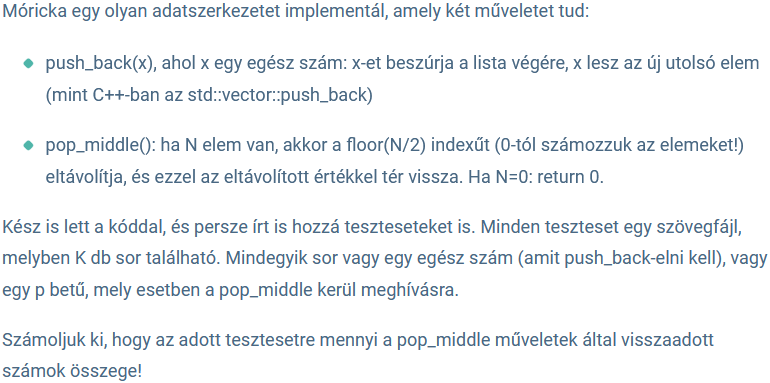 Móricka egy olyan adatszerkezetet implementál, amely két műveletet tud:
push_back(x), ahol x egy egész szám: x-et beszúrja a lista végére, x lesz az új utolsó elem
(mint C++-ban az std::vector::push_back)
pop_middle(): ha N elem van, akkor a floor(N/2) indexűt (0-tól számozzuk az elemeket!)
eltávolítja, és ezzel az eltávolított értékkel tér vissza. Ha N=0: return 0.
Kész is lett a kóddal, és persze írt is hozzá teszteseteket is. Minden teszteset egy szövegfájl,
melyben K db sor található. Mindegyik sor vagy egy egész szám (amit push_back-elni kell), vagy
egy p betű, mely esetben a pop_middle kerül meghívásra.
Számoljuk ki, hogy az adott tesztesetre mennyi a pop_middle műveletek által visszaadott
számok összege!